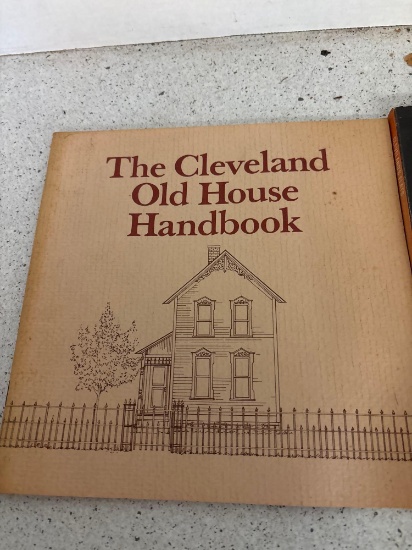 The Cleveland
Old House
Handbook